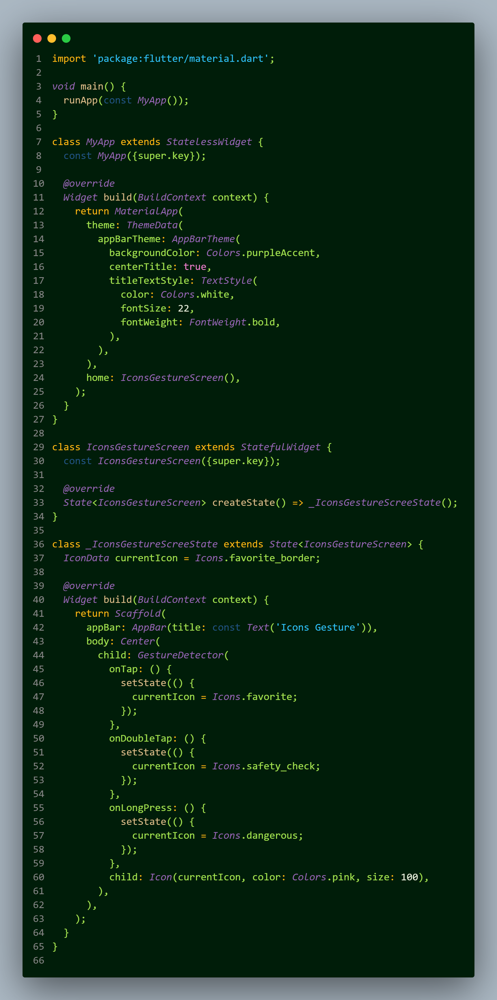 1 import 'package:flutter/material.dart';
2
3 void main() {
4   runApp(const MyApp());
5 }
6
7 class MyApp extends StatelessWidget {
8   const MyApp({super.key});
9
10   @override
11   Widget build(BuildContext context) {
12     return MaterialApp(
13       theme: ThemeData(
14         appBarTheme: AppBarTheme(
15           backgroundColor: Colors.purpleAccent,
16           centerTitle: true,
17           titleTextStyle: TextStyle(
18             color: Colors.white,
19             fontSize: 22,
20             fontWeight: FontWeight.bold,
21           ),
22         ),
23       ),
24       home: IconsGestureScreen(),
25     );
26   }
27 }
28
29 class IconsGestureScreen extends StatefulWidget {
30   const IconsGestureScreen({super.key});
31
32   @override
33   State<IconsGestureScreen> createState() => _IconsGestureScreeState();
34 }
35
36 class _IconsGestureScreeState extends State<IconsGestureScreen> {
37   IconData currentIcon = Icons.favorite_border;
38
39   @override
40   Widget build(BuildContext context) {
41     return Scaffold(
42       appBar: AppBar(title: const Text('Icons Gesture')),
43       body: Center(
44         child: GestureDetector(
45           onTap: () {
46             setState(() {
47               currentIcon = Icons.favorite;
48             });
49           },
50           onDoubleTap: () {
51             setState(() {
52               currentIcon = Icons.safety_check;
53             });
54           },
55           onLongPress: () {
56             setState(() {
57               currentIcon = Icons.dangerous;
58             });
59           },
60           child: Icon(currentIcon, color: Colors.pink, size: 100),
61         ),
62       ),
63     );
64   }
65 }
66